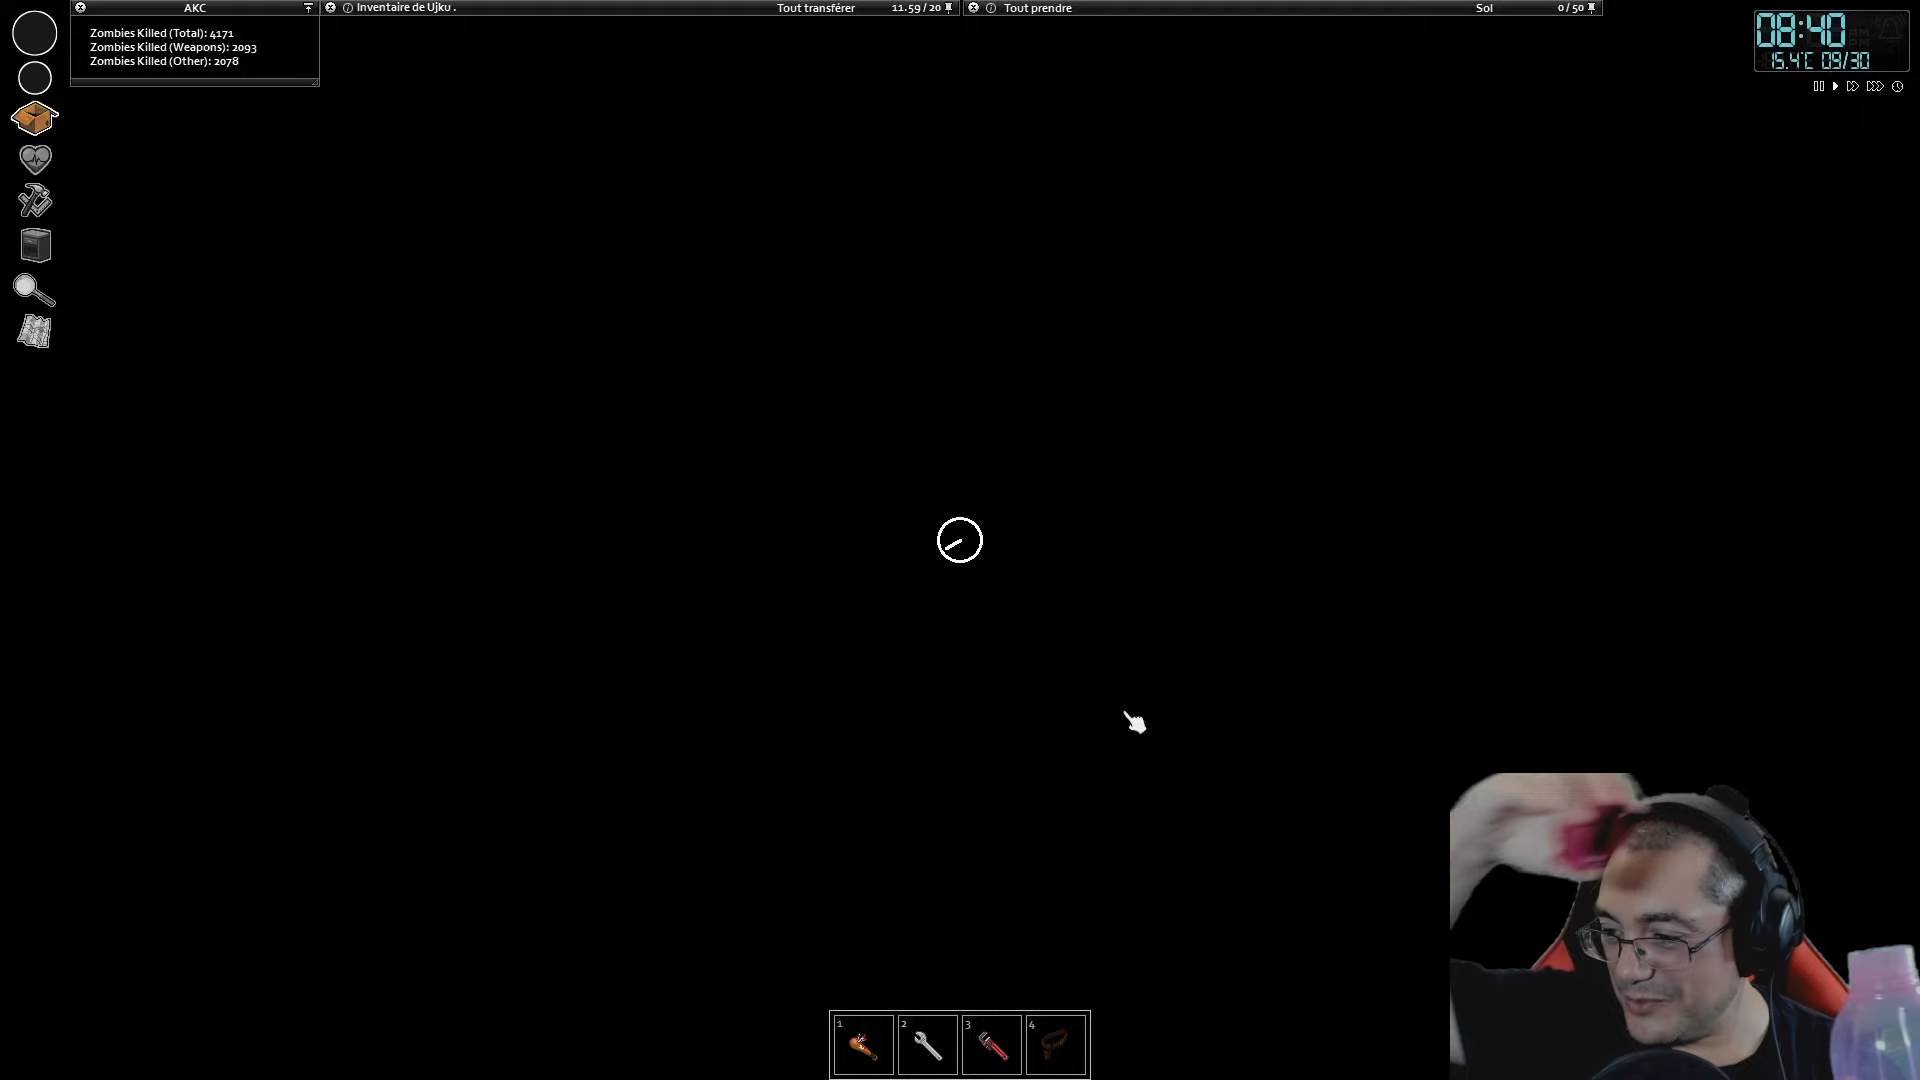 AKC
Zombies Killed (Total): 4171
Zombies Killed (Weapons): 2093
Zombies Killed (Other): 2078
Inventaire de Ujku .
Tout transférer
11.59 / 20
Tout prendre
Sol
0 / 50
08:40
15.4°C 09/30
1
2
3
4